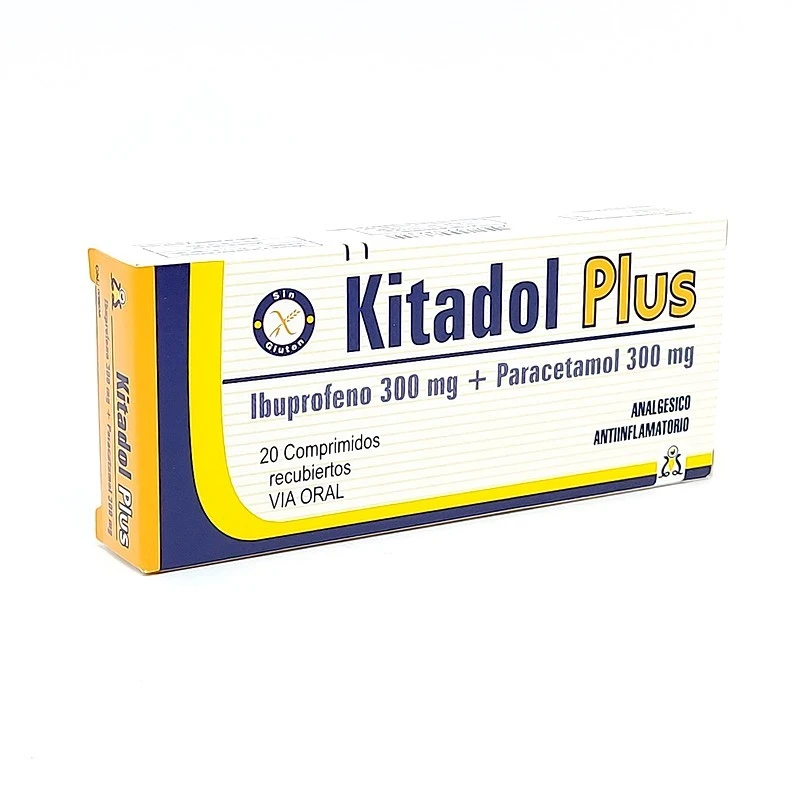 Sin
Gluten
Kitadol Plus
Ibuprofeno 300 mg + Paracetamol 300 mg
ANALGESICO
ANTIINFLAMATORIO
20 Comprimidos
recubiertos
VIA ORAL
Kitadol Plus
Ibuprofeno 300 mg + Paracetamol 300 mg